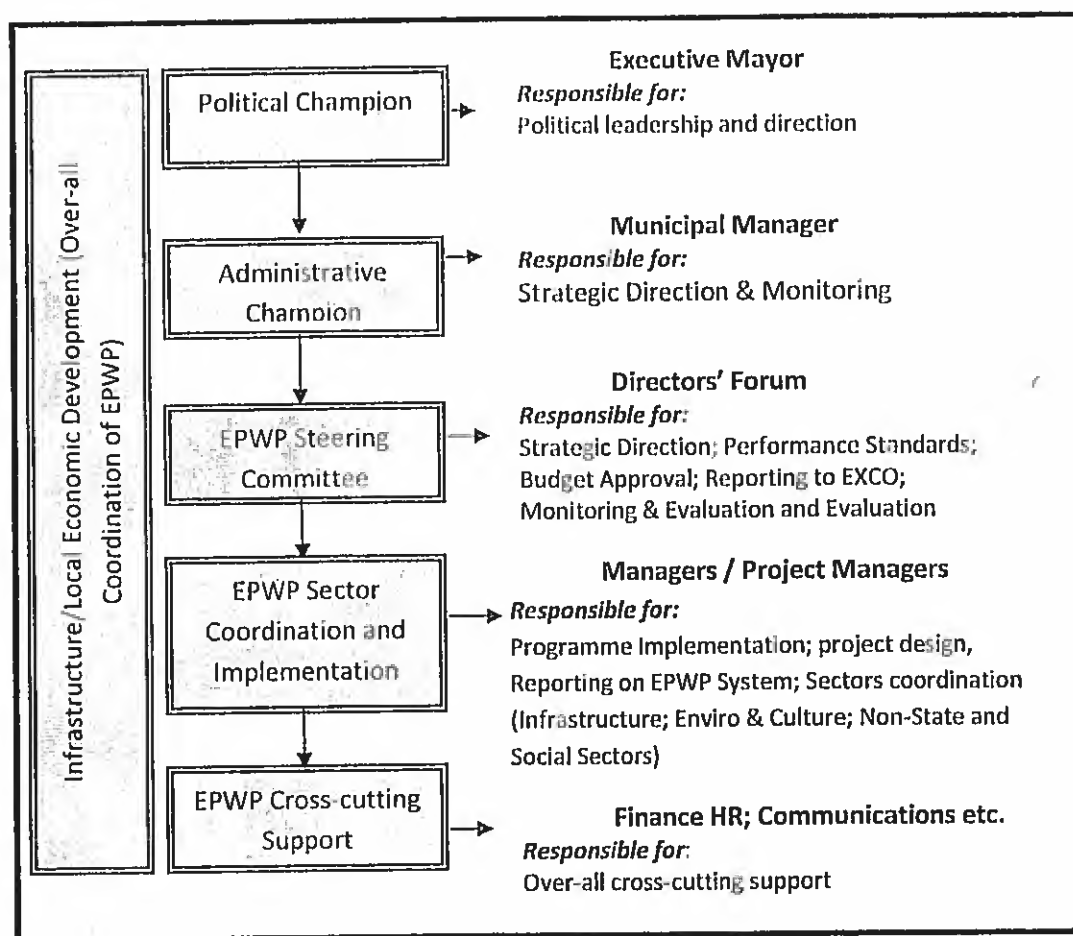 Infrastructure/Local Economic Development (Over-all
Coordination of EPWP)
Political Champion
Executive Mayor
Responsible for:
Political leadership and direction
Administrative
Champion
Municipal Manager
Responsible for:
Strategic Direction & Monitoring
EPWP Steering
Committee
Directors' Forum
Responsible for:
Strategic Direction; Performance Standards;
Budget Approval; Reporting to EXCO;
Monitoring & Evaluation and Evaluation
EPWP Sector
Coordination and
Implementation
Managers / Project Managers
Responsible for:
Programme Implementation; project design,
Reporting on EPWP System; Sectors coordination
(Infrastructure; Enviro & Culture; Non-State and
Social Sectors)
EPWP Cross-cutting
Support
Finance HR; Communications etc.
Responsible for:
Over-all cross-cutting support